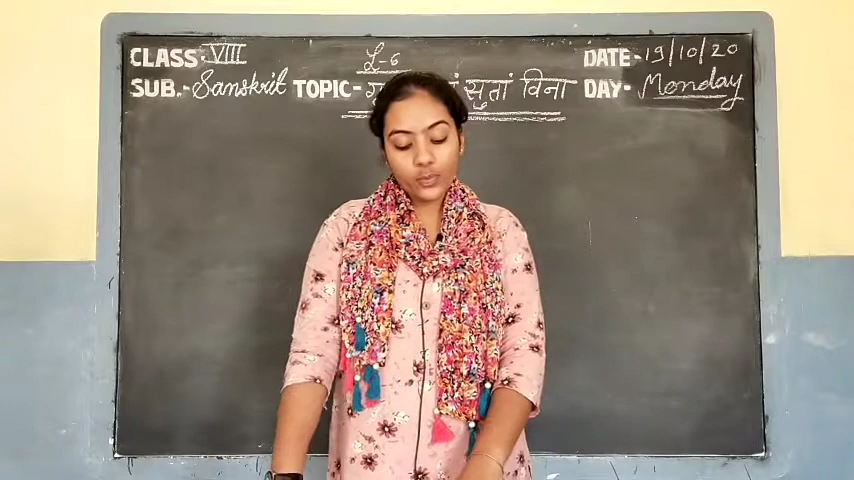 CLASS- VIII L-6 DATE- 19/10/20
SUB.- Sanskrit TOPIC- सुतां विना DAY- Monday